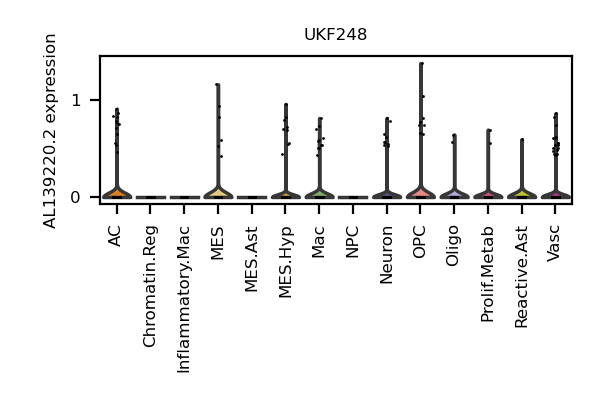 UKF248
AL139220.2 expression
1
0
AC
Chromatin.Reg
Inflammatory.Mac
MES
MES.Ast
MES.Hyp
Mac
NPC
Neuron
OPC
Oligo
Prolif.Metab
Reactive.Ast
Vasc